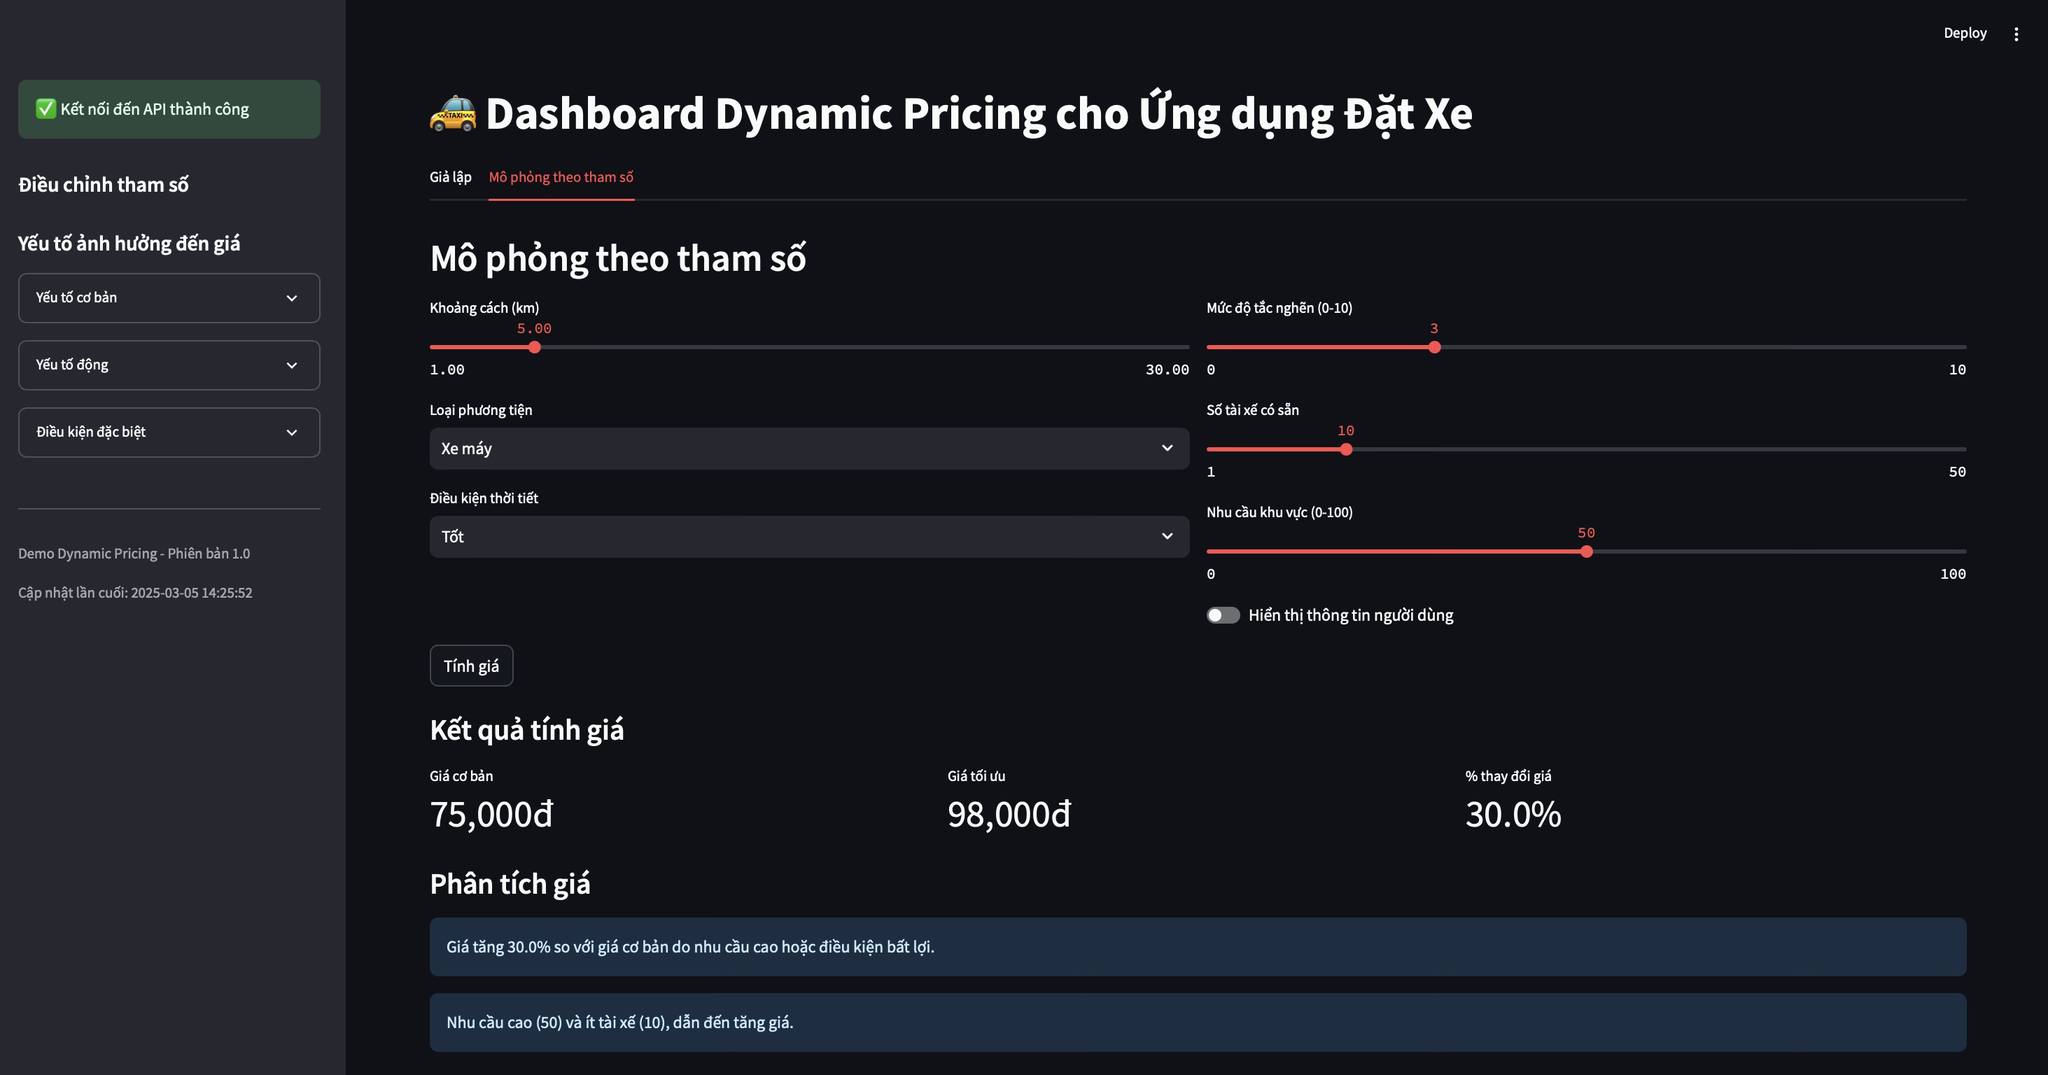 Deploy
✅ Kết nối đến API thành công
Điều chỉnh tham số
Yếu tố ảnh hưởng đến giá
Yếu tố cơ bản
Yếu tố động
Điều kiện đặc biệt
Demo Dynamic Pricing - Phiên bản 1.0
Cập nhật lần cuối: 2025-03-05 14:25:52
🚕 Dashboard Dynamic Pricing cho Ứng dụng Đặt Xe
Giả lập Mô phỏng theo tham số
Mô phỏng theo tham số
Khoảng cách (km)
5.00
1.00 30.00
Loại phương tiện
Xe máy
Điều kiện thời tiết
Tốt
Mức độ tắc nghẽn (0-10)
3
0 10
Số tài xế có sẵn
10
1 50
Nhu cầu khu vực (0-100)
50
0 100
Hiển thị thông tin người dùng
Tính giá
Kết quả tính giá
Giá cơ bản
75,000đ
Giá tối ưu
98,000đ
% thay đổi giá
30.0%
Phân tích giá
Giá tăng 30.0% so với giá cơ bản do nhu cầu cao hoặc điều kiện bất lợi.
Nhu cầu cao (50) và ít tài xế (10), dẫn đến tăng giá.